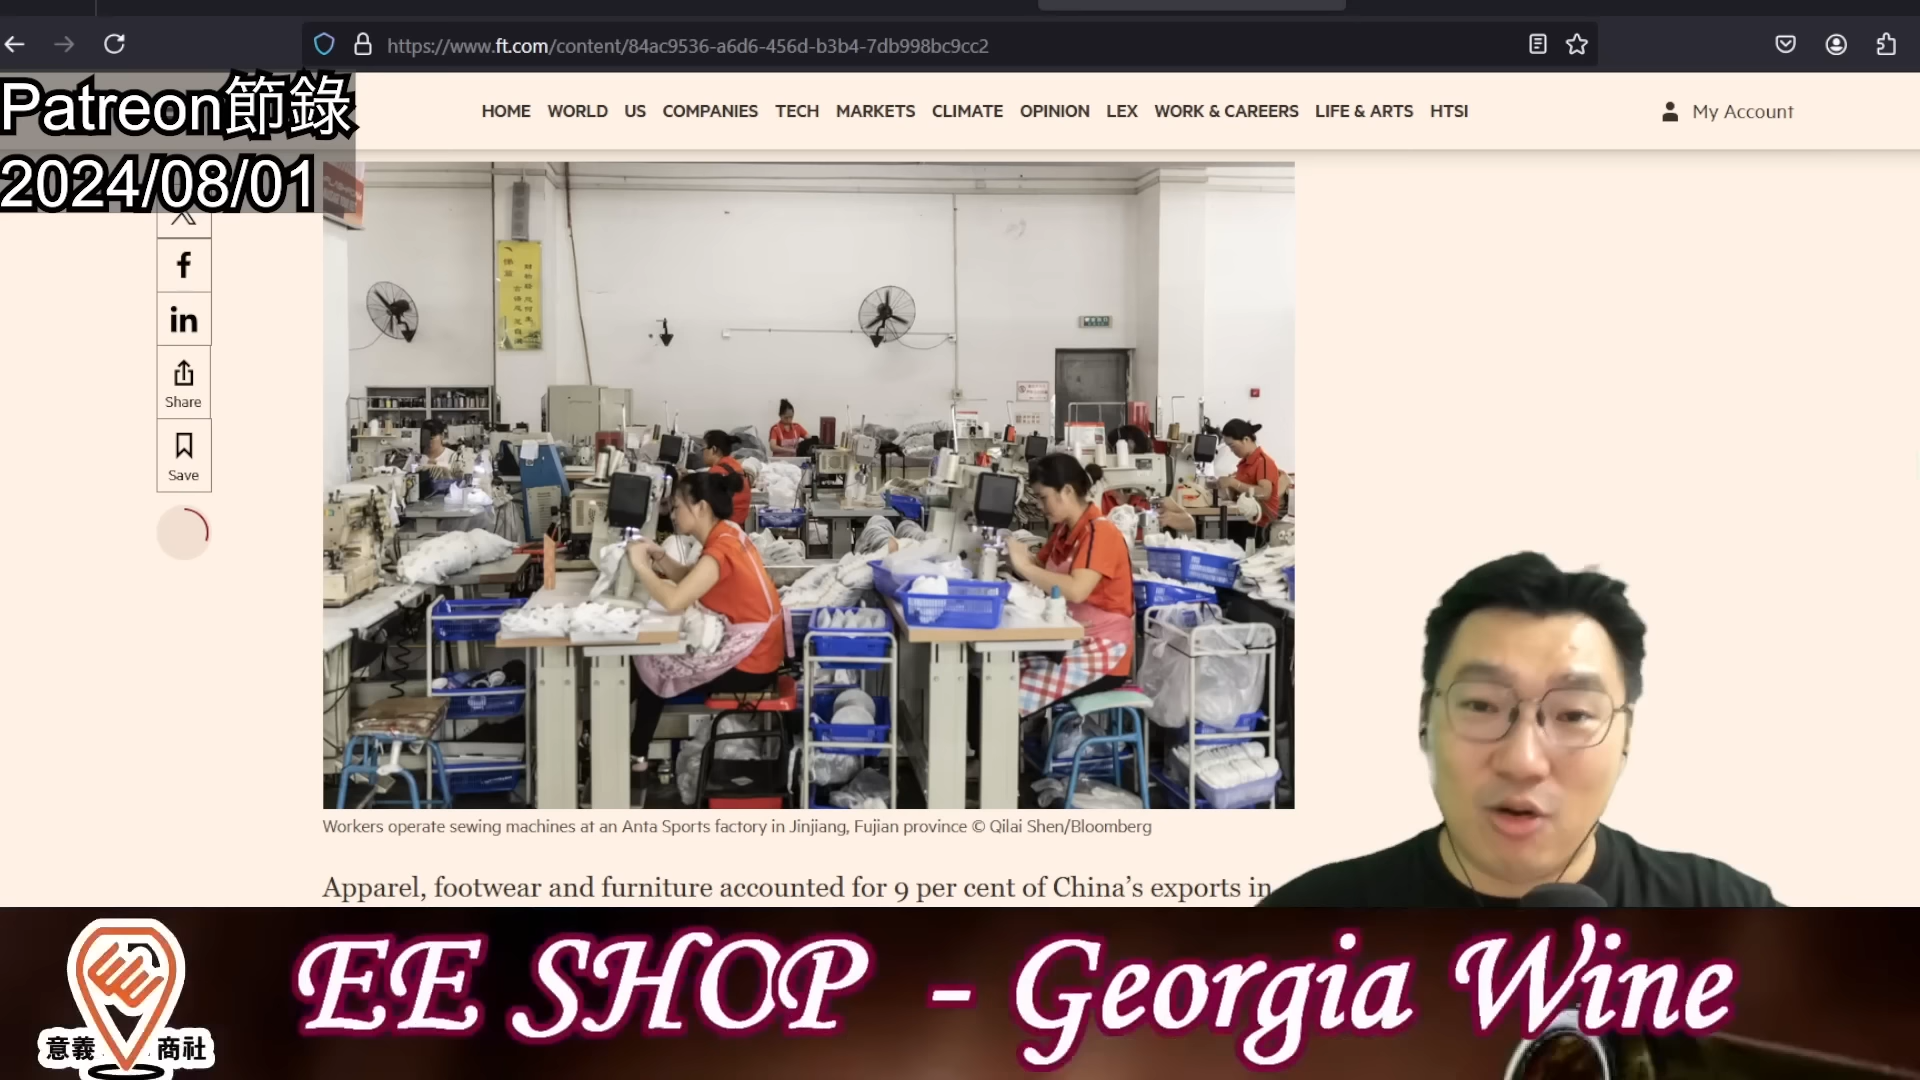 https://www.ft.com/content/84ac9536-a6d6-456d-b3b4-7db998bc9cc2
Patreon節錄
2024/08/01
HOME WORLD US COMPANIES TECH MARKETS CLIMATE OPINION LEX WORK & CAREERS LIFE & ARTS HTSI
My Account
Share
Save
Workers operate sewing machines at an Anta Sports factory in Jinjiang, Fujian province © Qilai Shen/Bloomberg
Apparel, footwear and furniture accounted for 9 per cent of China’s exports in
EE SHOP - Georgia Wine
意義 商社